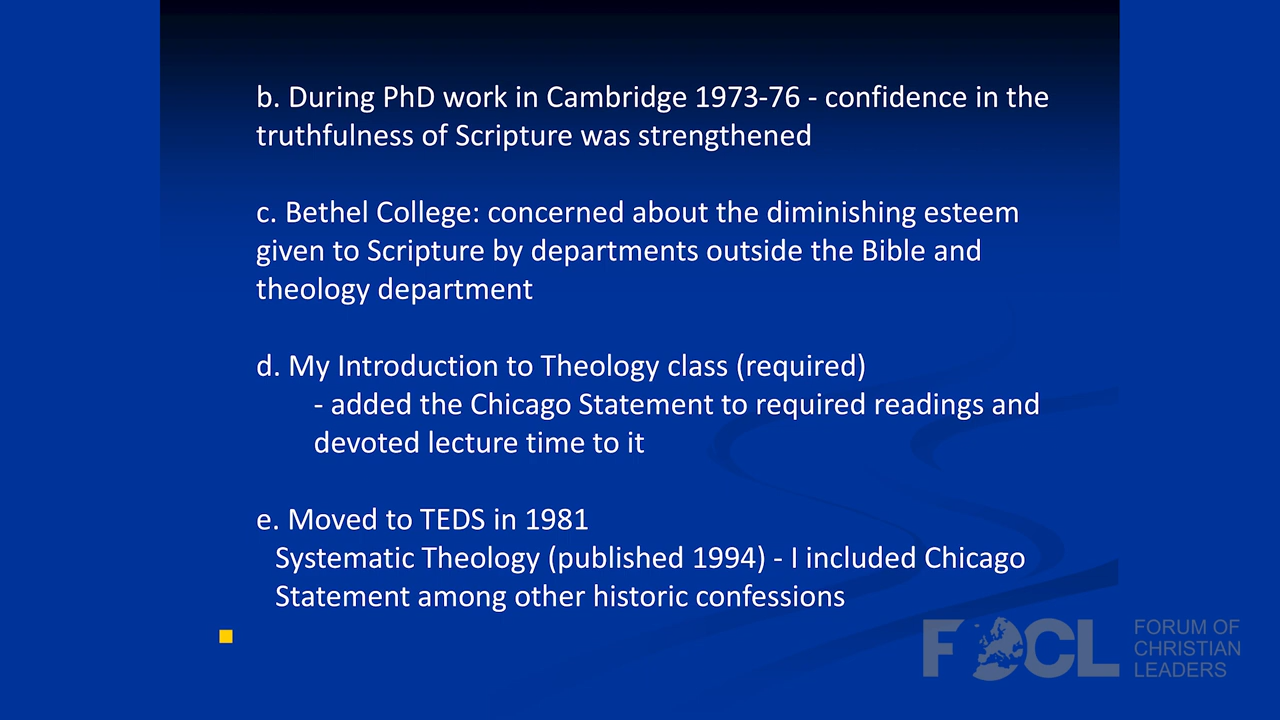 b. During PhD work in Cambridge 1973-76 - confidence in the
truthfulness of Scripture was strengthened
c. Bethel College: concerned about the diminishing esteem
given to Scripture by departments outside the Bible and
theology department
d. My Introduction to Theology class (required)
- added the Chicago Statement to required readings and
devoted lecture time to it
e. Moved to TEDS in 1981
Systematic Theology (published 1994) - I included Chicago
Statement among other historic confessions
FOCL
FORUM OF
CHRISTIAN
LEADERS